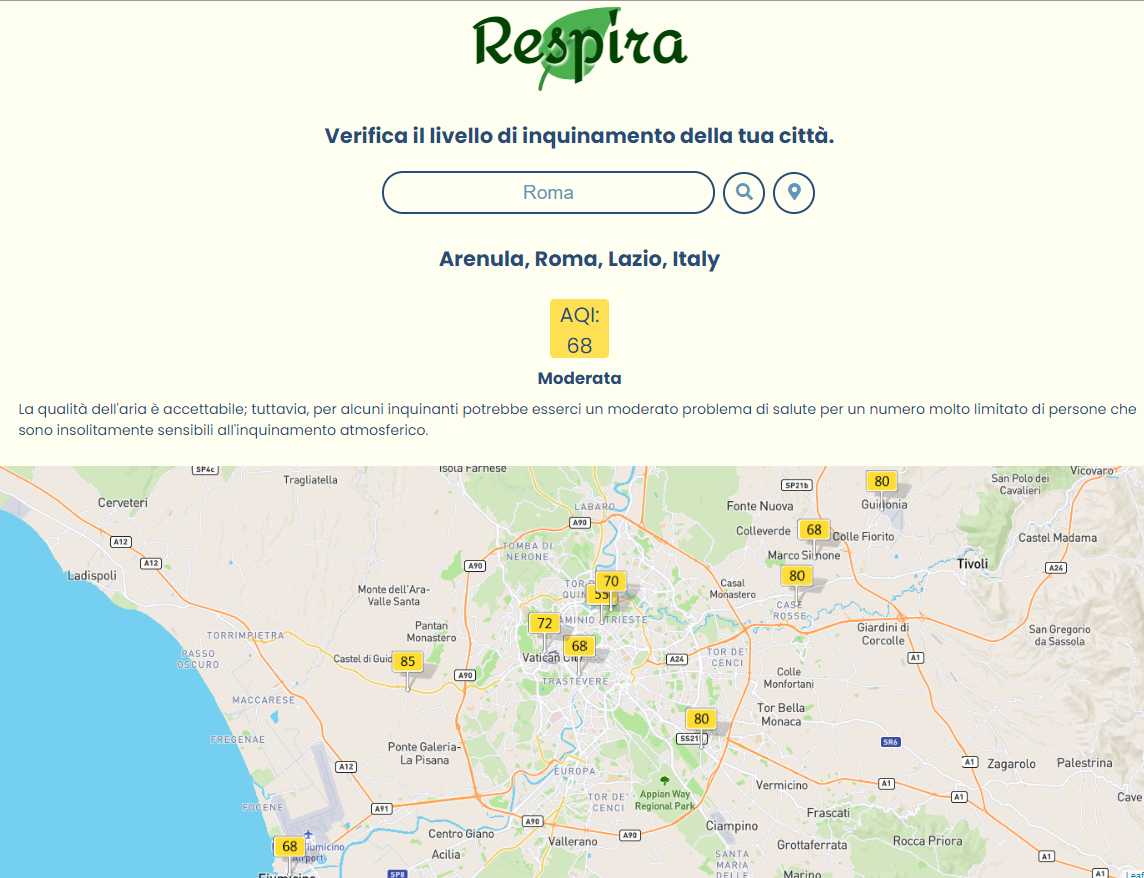 Respira
Verifica il livello di inquinamento della tua città.
Roma
Arenula, Roma, Lazio, Italy
AQI:
68
Moderata
La qualità dell'aria è accettabile; tuttavia, per alcuni inquinanti potrebbe esserci un moderato problema di salute per un numero molto limitato di persone che
sono insolitamente sensibili all'inquinamento atmosferico.
SP4c
Isola Farnese
Vicovaro
Tragliatella
80
SP21b
San Polo dei
Cavalieri
Cerveteri
Fonte Nuova
Guidonia
LABARO
A90
68
Colleverde
Colle Fiorito
Castel Madama
A12
TOMBA DI
NERONE
Marco Simone
A12
A90
Tivoli
A24
Ladispoli
70
55
80
Monte dell'Ara-
Valle Santa
Casal
Monastero
CASE
ROSSE
72
Pantan
Monastero
Giardini di
Corcolle
San Gregorio
da Sassola
TORRIMPIETRA
68
PASSO
OSCURO
Castel di Guido
85
Vatican City
A24
TOR DE'
CENCI
A1
A90
TRASTEVERE
Colle
Monfortani
MACCARESE
Tor Bella
Monaca
80
FREGENAE
SS215
SR6
Ponte Galeria-
La Pisana
A12
EUROPA
A1
Zagarolo
Palestrina
Appian Way
Regional Park
Vermicino
A1
A1
FOCENE
A91
TOR DE'
CENCI
Cave
A90
Ciampino
Frascati
Centro Giano
A90
Vallerano
Grottaferrata
Rocca Priora
68
Fiumicino
Airport
Acilia
SANTA
MARIA
DELLE
A1
Fiumicino
SP8
Marino
A1
Leaf